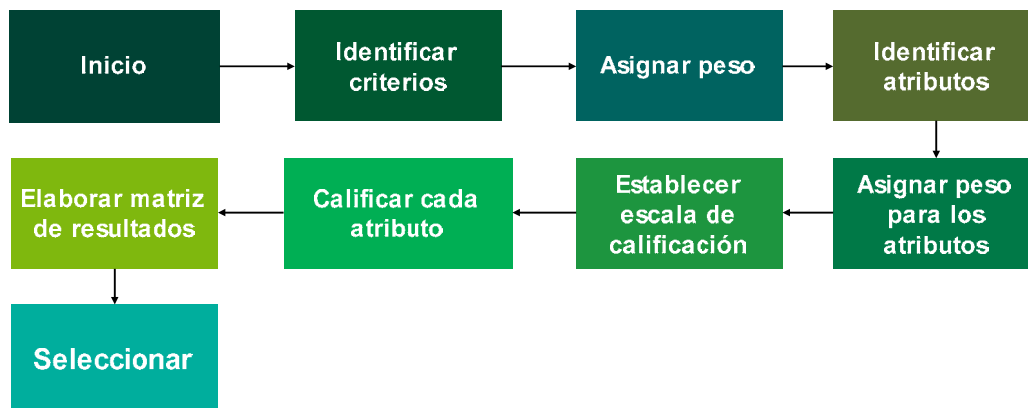 Inicio
Identificar
criterios
Asignar peso
Identificar
atributos
Asignar peso
para los
atributos
Establecer
escala de
calificación
Calificar cada
atributo
Elaborar matriz
de resultados
Seleccionar